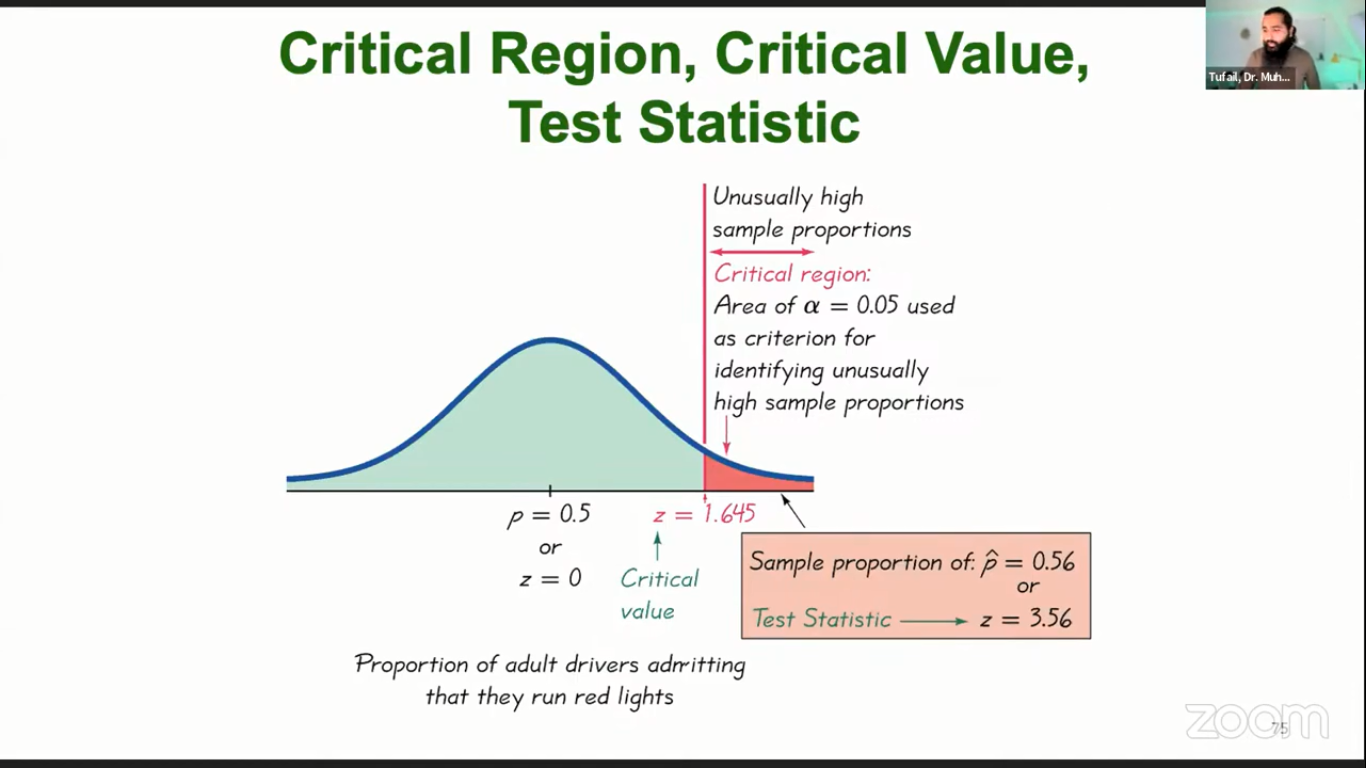 Critical Region, Critical Value,
Test Statistic
Tufail, Dr. Muh...
Unusually high
sample proportions
Critical region:
Area of α = 0.05 used
as criterion for
identifying unusually
high sample proportions
p = 0.5
or
z = 0
z = 1.645
Critical
value
Sample proportion of: p̂ = 0.56
or
Test Statistic → z = 3.56
Proportion of adult drivers admitting
that they run red lights
zoom
75